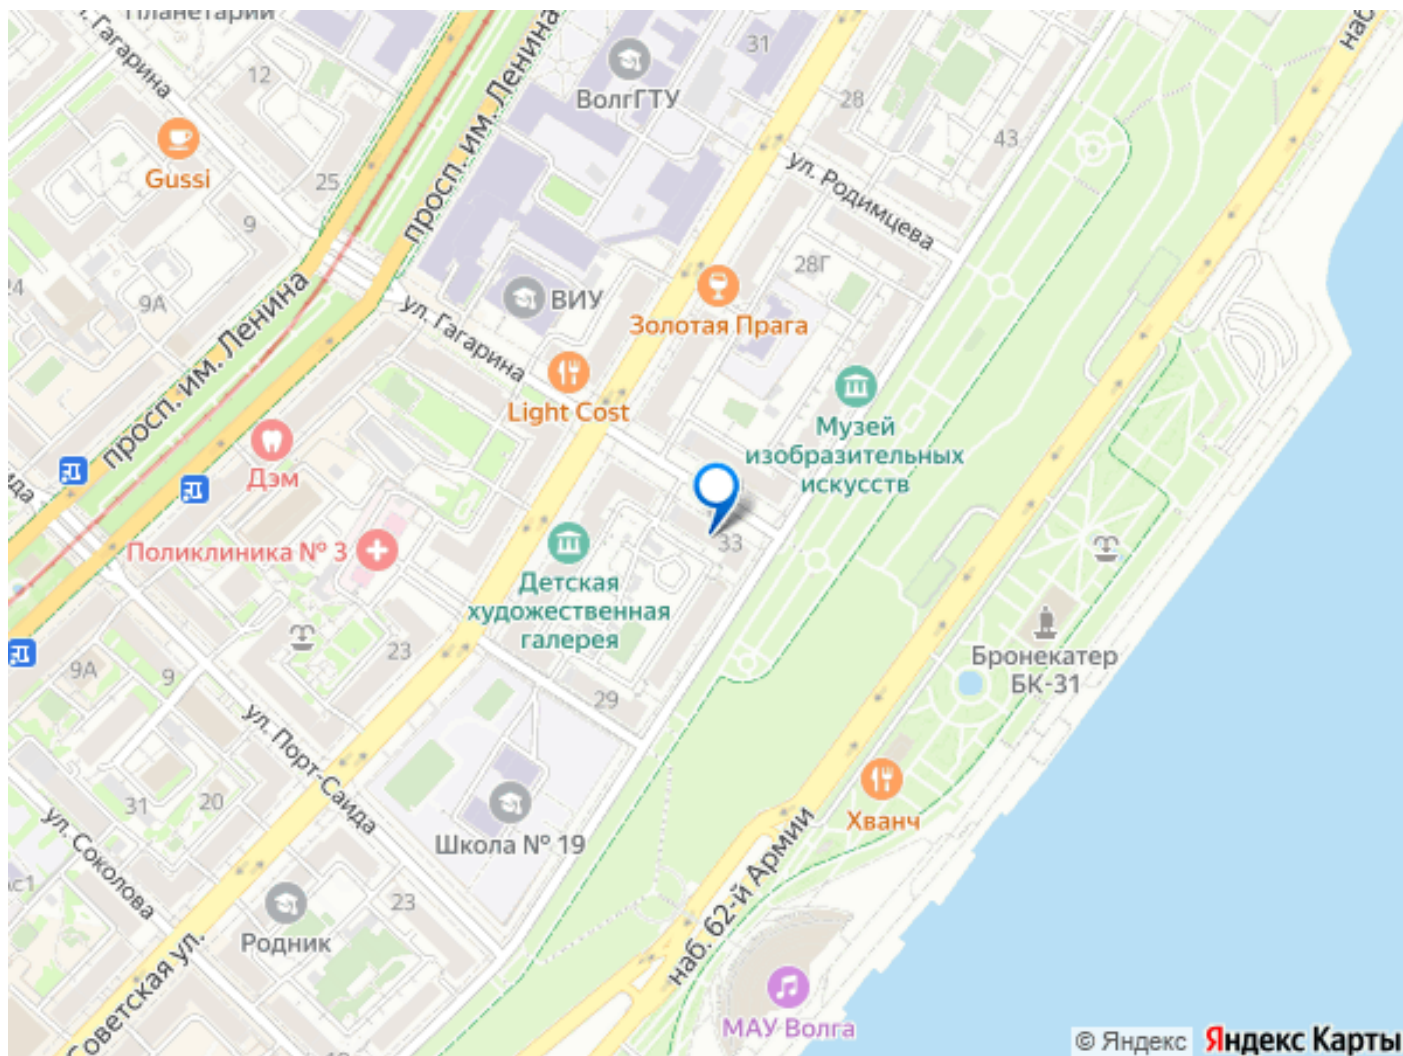 Планетарий
Гагарина
12
31
просп. им. Ленина
ВолгГТУ
28
43
Gussi
25
9
ул. Родимцева
24
9А
28Г
ВИУ
просп. им. Ленина
ул. Гагарина
Золотая Прага
Light Cost
Музей
изобразительных
искусств
Дэм
33
Поликлиника № 3
Детская
художественная
галерея
23
9А
9
29
Бронекатер
БК-31
ул. Порт-Саида
31
20
ул. Соколова
Школа № 19
Хванч
наб. 62-й Армии
23
Родник
Советская ул.
МАУ Волга
© Яндекс Яндекс Карты